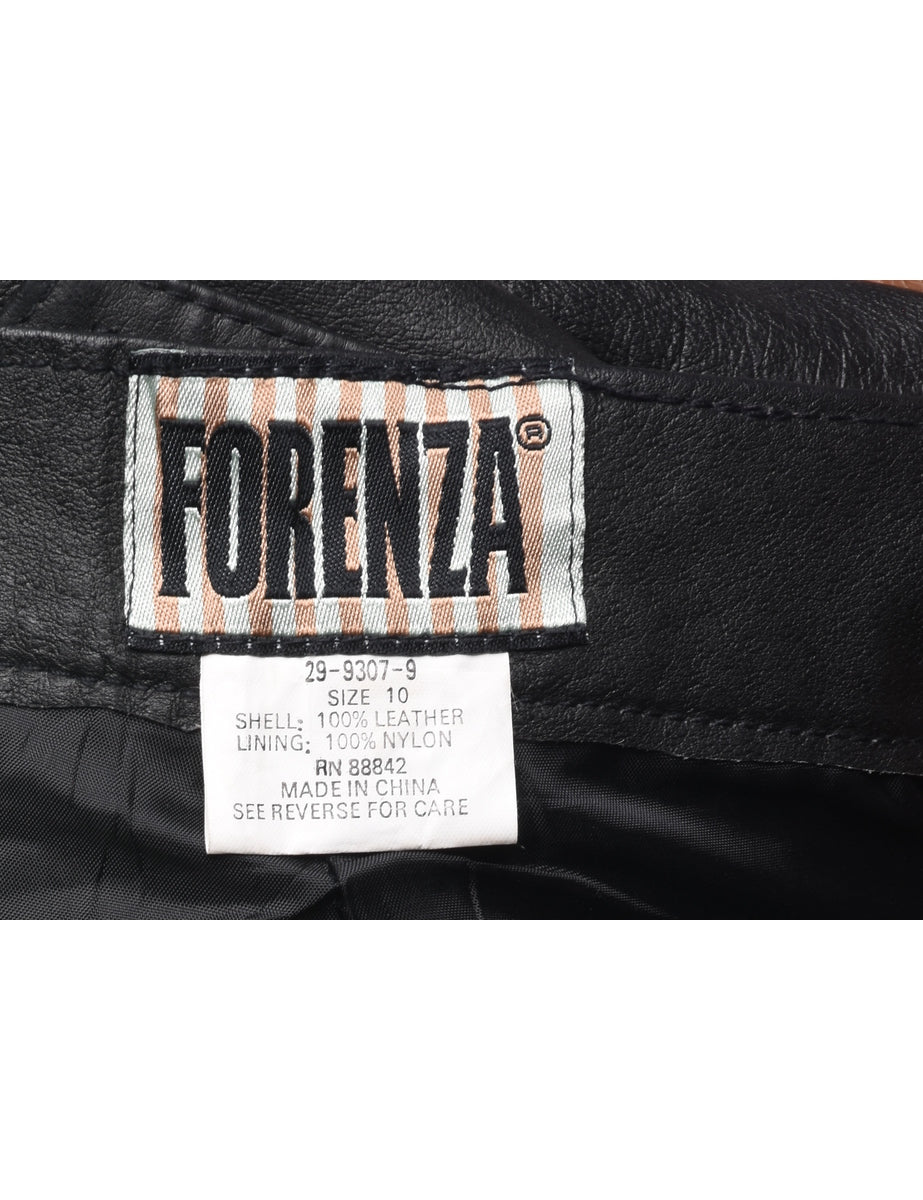 FORENZA®
29-9307-9
SIZE 10
SHELL: 100% LEATHER
LINING: 100% NYLON
RN 88842
MADE IN CHINA
SEE REVERSE FOR CARE